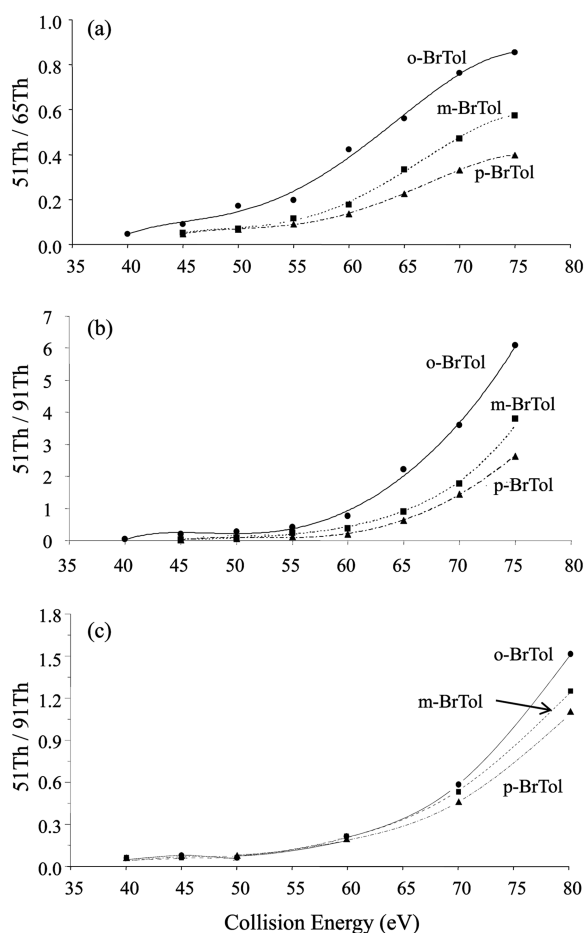 (a)
51Th / 65Th
1.0
0.8
0.6
0.4
0.2
0.0
o-BrTol
m-BrTol
p-BrTol
35 40 45 50 55 60 65 70 75 80
(b)
51Th / 91Th
7
6
5
4
3
2
1
0
o-BrTol
m-BrTol
p-BrTol
35 40 45 50 55 60 65 70 75 80
(c)
51Th / 91Th
1.8
1.5
1.2
0.9
0.6
0.3
0.0
o-BrTol
m-BrTol
p-BrTol
35 40 45 50 55 60 65 70 75 80
Collision Energy (eV)